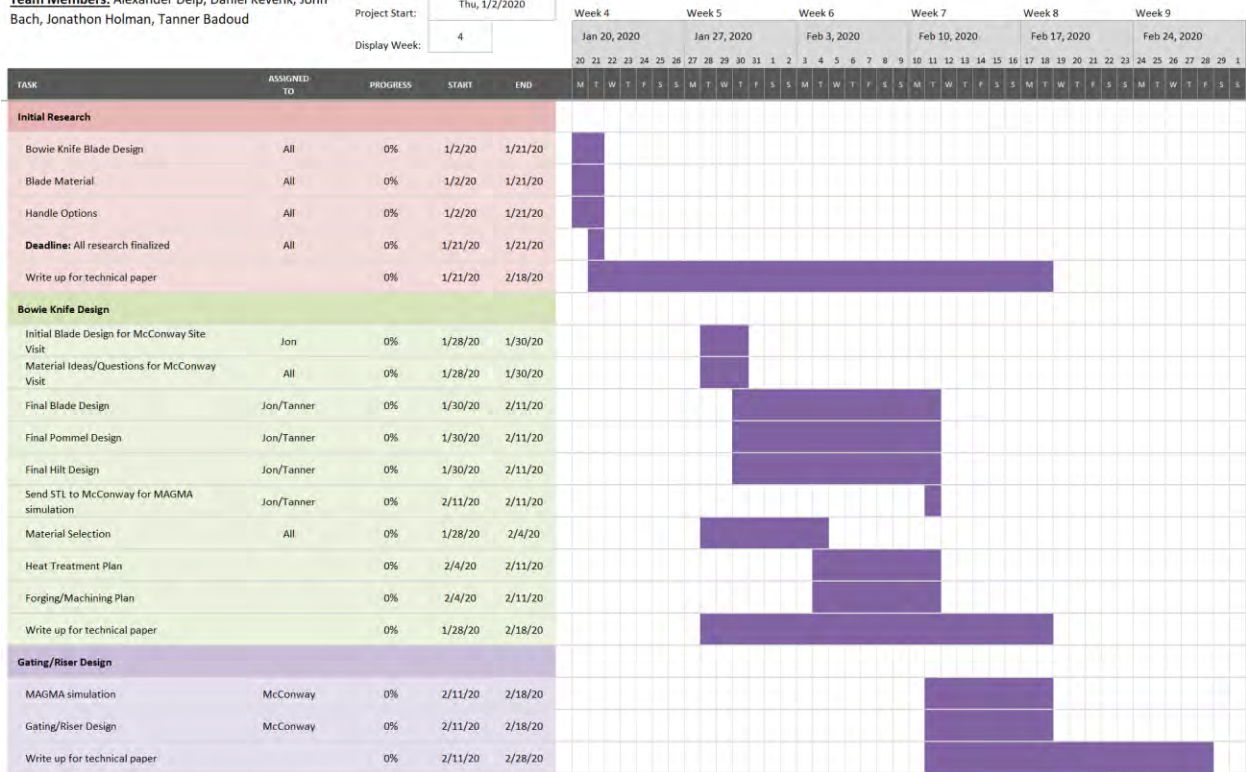 Team Members: Alexander Delp, Daniel Reverik, John
Bach, Jonathon Holman, Tanner Badoud
Project Start: Thu, 1/2/2020
Display Week: 4
Week 4 Week 5 Week 6 Week 7 Week 8 Week 9
Jan 20, 2020 Jan 27, 2020 Feb 3, 2020 Feb 10, 2020 Feb 17, 2020 Feb 24, 2020
20 21 22 23 24 25 26 27 28 29 30 31 1 2 3 4 5 6 7 8 9 10 11 12 13 14 15 16 17 18 19 20 21 22 23 24 25 26 27 28 29 1
TASK ASSIGNED TO PROGRESS START END M T W T F S S M T W T F S S M T W T F S S M T W T F S S M T W T F S S M T W T F S S
Initial Research
Bowie Knife Blade Design All 0% 1/2/20 1/21/20
Blade Material All 0% 1/2/20 1/21/20
Handle Options All 0% 1/2/20 1/21/20
Deadline: All research finalized All 0% 1/21/20 1/21/20
Write up for technical paper 0% 1/21/20 2/18/20
Bowie Knife Design
Initial Blade Design for McConway Site
Visit Jon 0% 1/28/20 1/30/20
Material Ideas/Questions for McConway
Visit All 0% 1/28/20 1/30/20
Final Blade Design Jon/Tanner 0% 1/30/20 2/11/20
Final Pommel Design Jon/Tanner 0% 1/30/20 2/11/20
Final Hilt Design Jon/Tanner 0% 1/30/20 2/11/20
Send STL to McConway for MAGMA
simulation Jon/Tanner 0% 2/11/20 2/11/20
Material Selection All 0% 1/28/20 2/4/20
Heat Treatment Plan 0% 2/4/20 2/11/20
Forging/Machining Plan 0% 2/4/20 2/11/20
Write up for technical paper 0% 1/28/20 2/18/20
Gating/Riser Design
MAGMA simulation McConway 0% 2/11/20 2/18/20
Gating/Riser Design McConway 0% 2/11/20 2/18/20
Write up for technical paper 0% 2/11/20 2/28/20